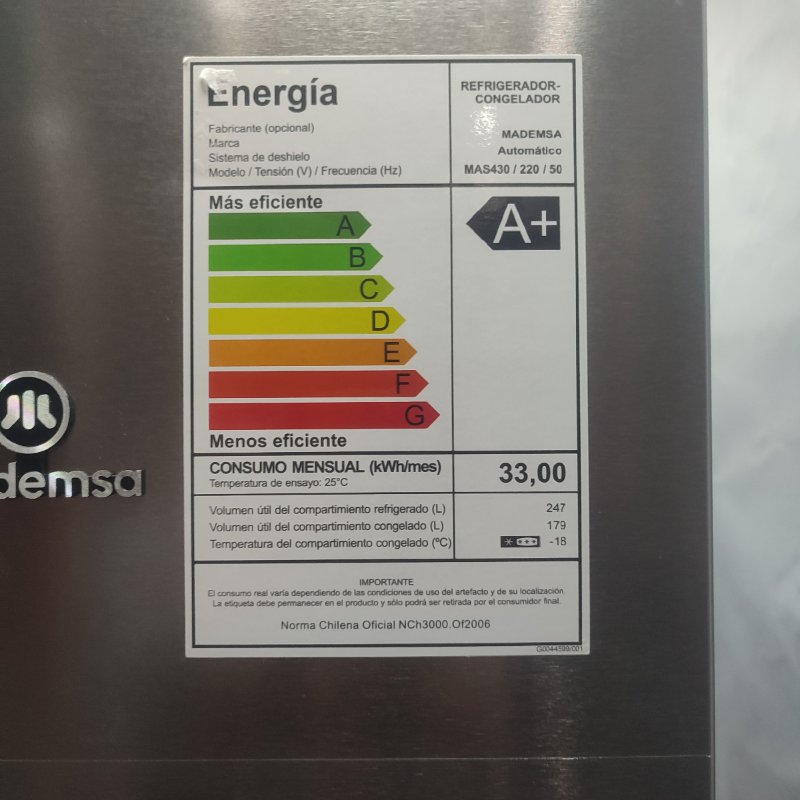 Energía
REFRIGERADOR-
CONGELADOR
Fabricante (opcional)
Marca
MADEMSA
Sistema de deshielo
Automático
Modelo / Tensión (V) / Frecuencia (Hz)
MAS430 / 220 / 50
Más eficiente
A
A+
B
C
D
E
F
G
Menos eficiente
CONSUMO MENSUAL (kWh/mes)
33,00
Temperatura de ensayo: 25°C
Volumen útil del compartimiento refrigerado (L)
247
Volumen útil del compartimiento congelado (L)
179
Temperatura del compartimiento congelado (ºC)
-18
IMPORTANTE
El consumo real varía dependiendo de las condiciones de uso del artefacto y de su localización.
La etiqueta debe permanecer en el producto y sólo podrá ser retirada por el consumidor final.
Norma Chilena Oficial NCh3000.Of2006
G0044599/001
demsa